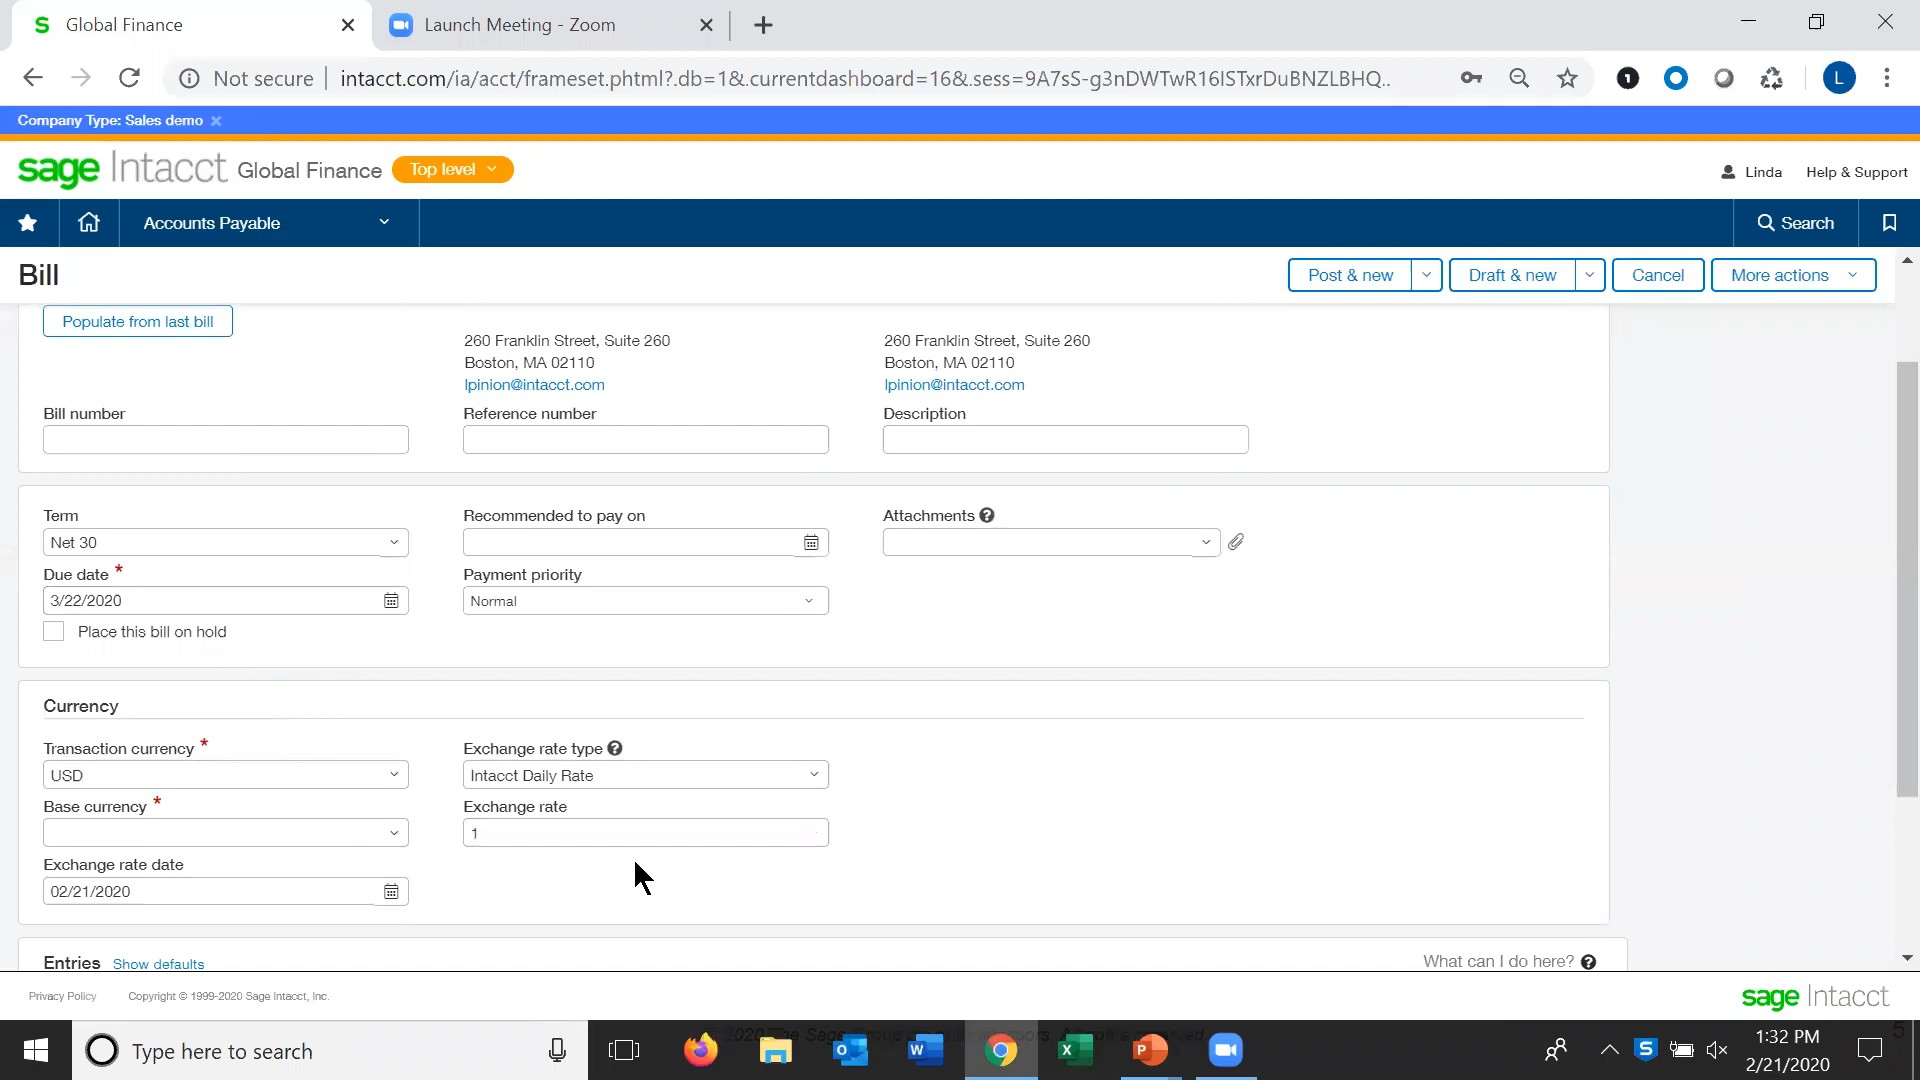 Global Finance
Launch Meeting - Zoom
Not secure
intacct.com/ia/acct/frameset.phtml?.db=1&.currentdashboard=16&.sess=9A7sS-g3nDWTwR16ISTxrDuBNZLBHQ..
L
Company Type: Sales demo
sage Intacct Global Finance Top level
Linda Help & Support
Accounts Payable
Search
Bill
Post & new Draft & new Cancel More actions
Populate from last bill
260 Franklin Street, Suite 260
Boston, MA 02110
lpinion@intacct.com
260 Franklin Street, Suite 260
Boston, MA 02110
lpinion@intacct.com
Bill number
Reference number
Description
Term
Net 30
Recommended to pay on
Attachments
Due date *
3/22/2020
Payment priority
Normal
Place this bill on hold
Currency
Transaction currency *
USD
Exchange rate type
Intacct Daily Rate
Base currency *
Exchange rate
1
Exchange rate date
02/21/2020
Entries Show defaults
What can I do here?
Privacy Policy Copyright © 1999-2020 Sage Intacct, Inc.
sage Intacct
Type here to search
1:32 PM
2/21/2020